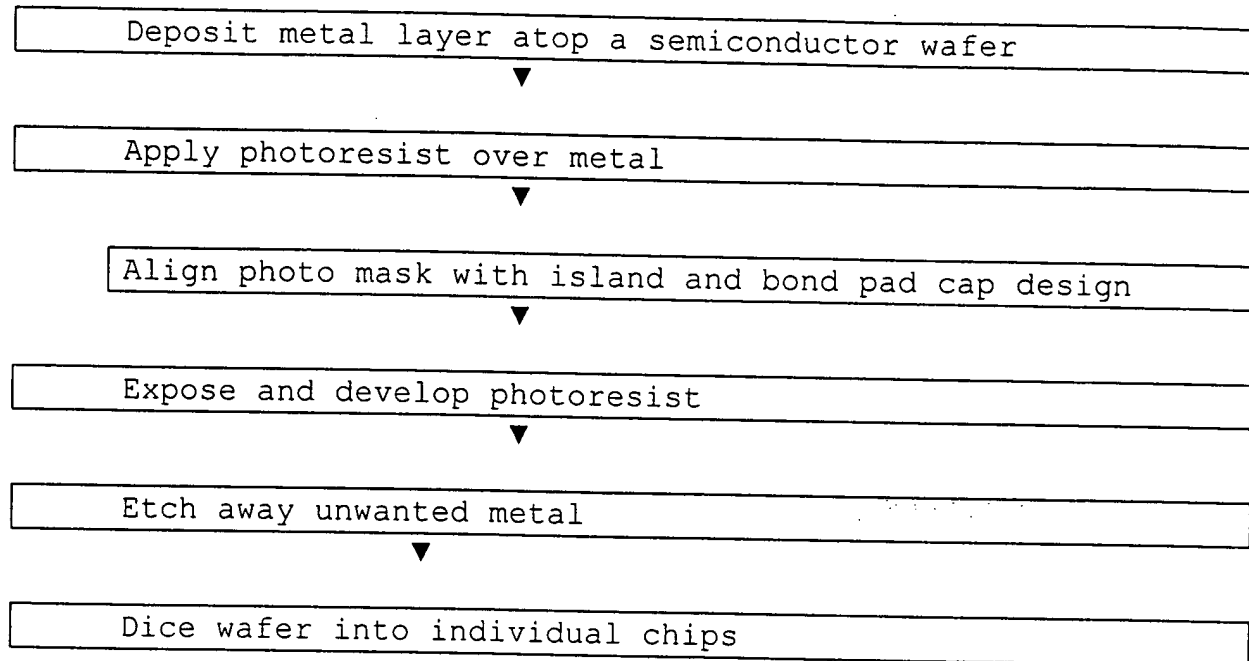 Deposit metal layer atop a semiconductor wafer
Apply photoresist over metal
Align photo mask with island and bond pad cap design
Expose and develop photoresist
Etch away unwanted metal
Dice wafer into individual chips